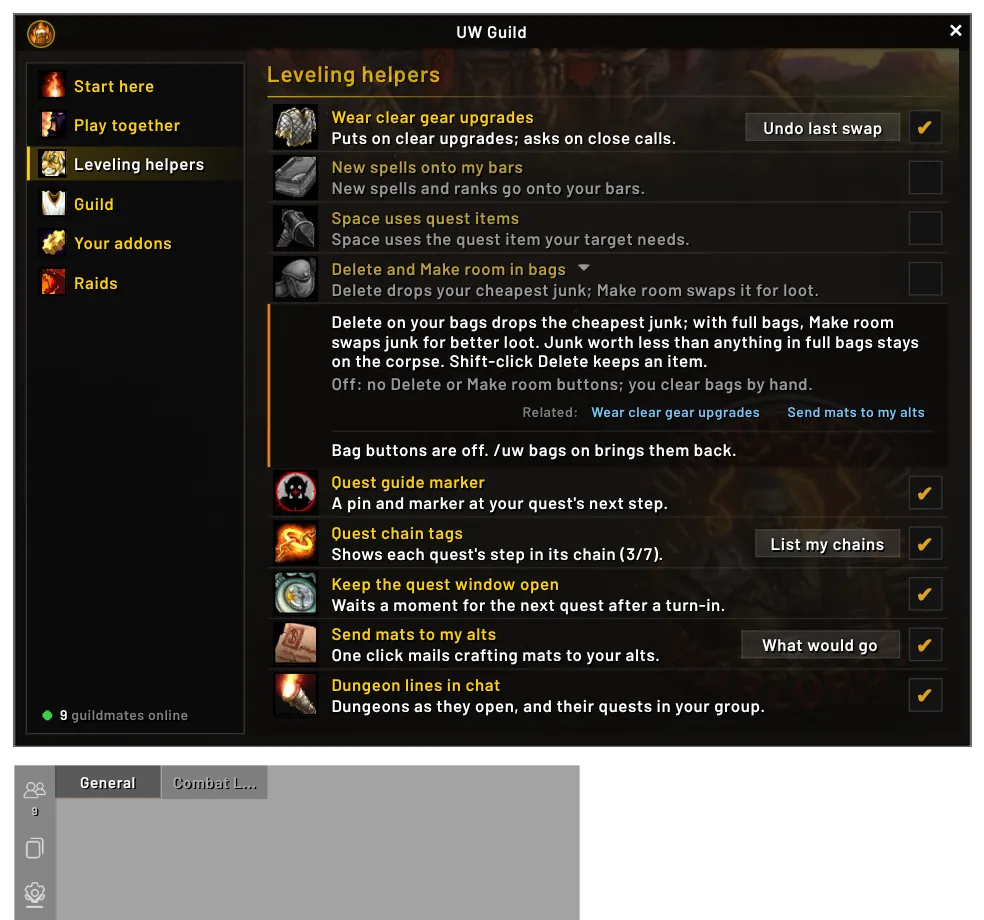 UW Guild
Start here
Play together
Leveling helpers
Guild
Your addons
Raids
9 guildmates online
Leveling helpers
Wear clear gear upgrades
Puts on clear upgrades; asks on close calls.
Undo last swap
New spells onto my bars
New spells and ranks go onto your bars.
Space uses quest items
Space uses the quest item your target needs.
Delete and Make room in bags
Delete drops your cheapest junk; Make room swaps it for loot.
Delete on your bags drops the cheapest junk; with full bags, Make room
swaps junk for better loot. Junk worth less than anything in full bags stays
on the corpse. Shift-click Delete keeps an item.
Off: no Delete or Make room buttons; you clear bags by hand.
Related: Wear clear gear upgrades Send mats to my alts
Bag buttons are off. /uw bags on brings them back.
Quest guide marker
A pin and marker at your quest's next step.
Quest chain tags
Shows each quest's step in its chain (3/7).
List my chains
Keep the quest window open
Waits a moment for the next quest after a turn-in.
Send mats to my alts
One click mails crafting mats to your alts.
What would go
Dungeon lines in chat
Dungeons as they open, and their quests in your group.
General
Combat L...
9